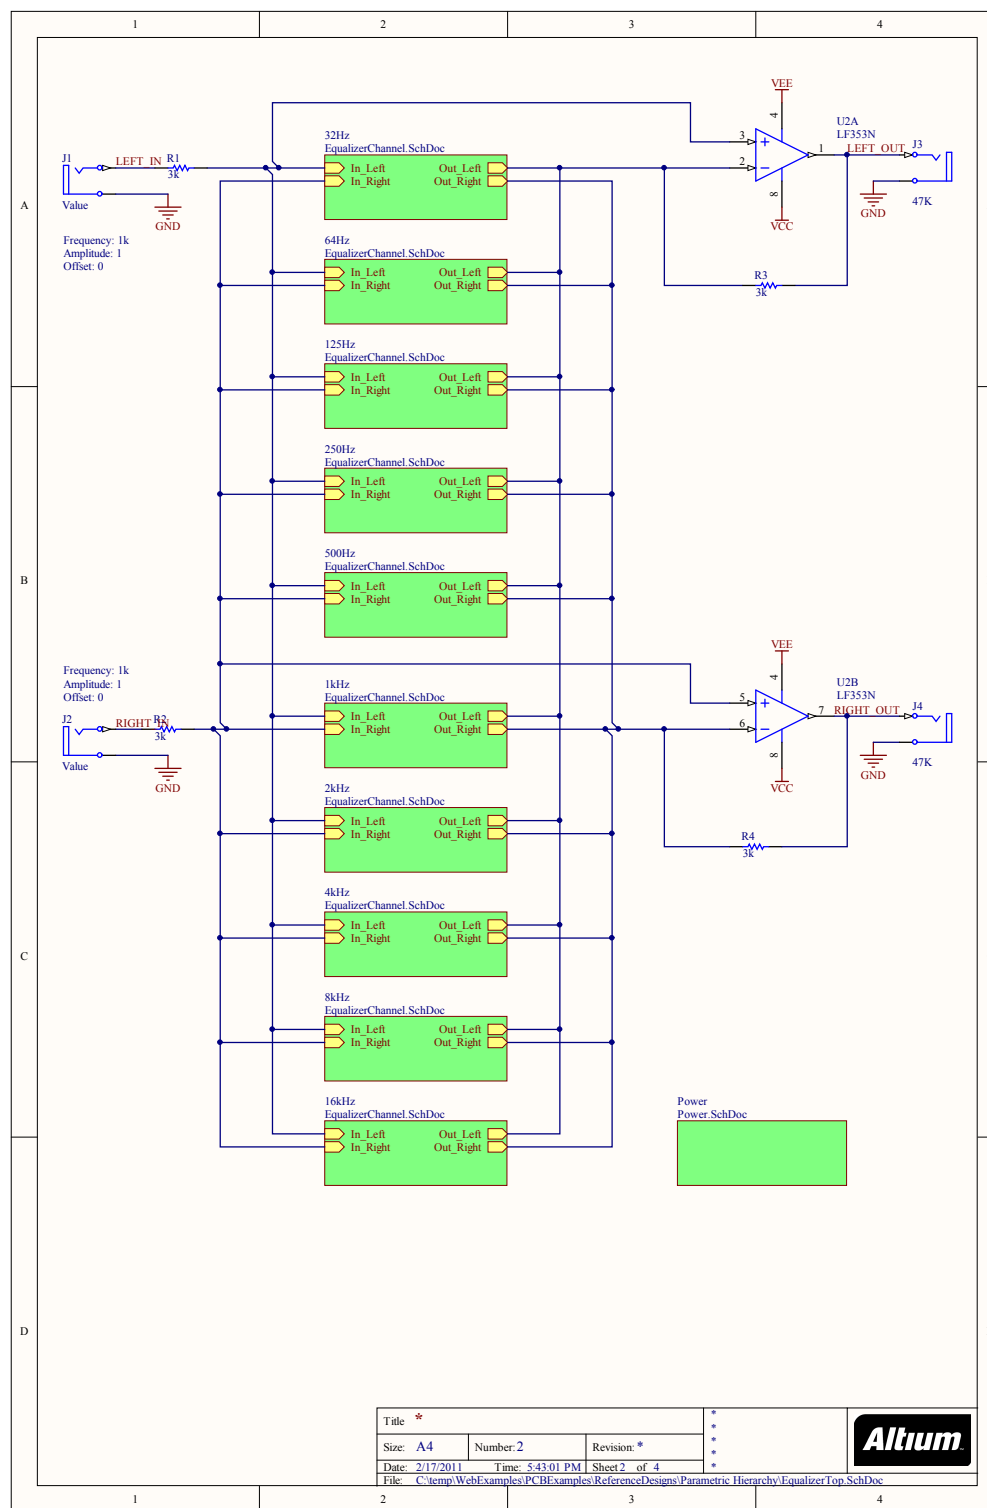 1 2 3 4
A
B
C
D
VEE
4
U2A
LF353N
3
2
1
LEFT_OUT
J3
8
VCC
GND
47K
R3
3k
J1
LEFT_IN
R1
3k
Value
GND
Frequency: 1k
Amplitude: 1
Offset: 0
32Hz
EqualizerChannel.SchDoc
In_Left Out_Left
In_Right Out_Right
64Hz
EqualizerChannel.SchDoc
In_Left Out_Left
In_Right Out_Right
125Hz
EqualizerChannel.SchDoc
In_Left Out_Left
In_Right Out_Right
250Hz
EqualizerChannel.SchDoc
In_Left Out_Left
In_Right Out_Right
500Hz
EqualizerChannel.SchDoc
In_Left Out_Left
In_Right Out_Right
Frequency: 1k
Amplitude: 1
Offset: 0
J2
RIGHT_IN
R2
3k
Value
GND
1kHz
EqualizerChannel.SchDoc
In_Left Out_Left
In_Right Out_Right
VEE
4
U2B
LF353N
5
6
7
RIGHT_OUT
J4
8
VCC
GND
47K
R4
3k
2kHz
EqualizerChannel.SchDoc
In_Left Out_Left
In_Right Out_Right
4kHz
EqualizerChannel.SchDoc
In_Left Out_Left
In_Right Out_Right
8kHz
EqualizerChannel.SchDoc
In_Left Out_Left
In_Right Out_Right
16kHz
EqualizerChannel.SchDoc
In_Left Out_Left
In_Right Out_Right
Power
Power.SchDoc
Title *
Size: A4 Number: 2 Revision: *
Date: 2/17/2011 Time: 5:43:01 PM Sheet 2 of 4
File: C:\temp\WebExamples\PCBExamples\ReferenceDesigns\Parametric Hierarchy\EqualizerTop.SchDoc
*
*
*
*
*
Altium
1 2 3 4